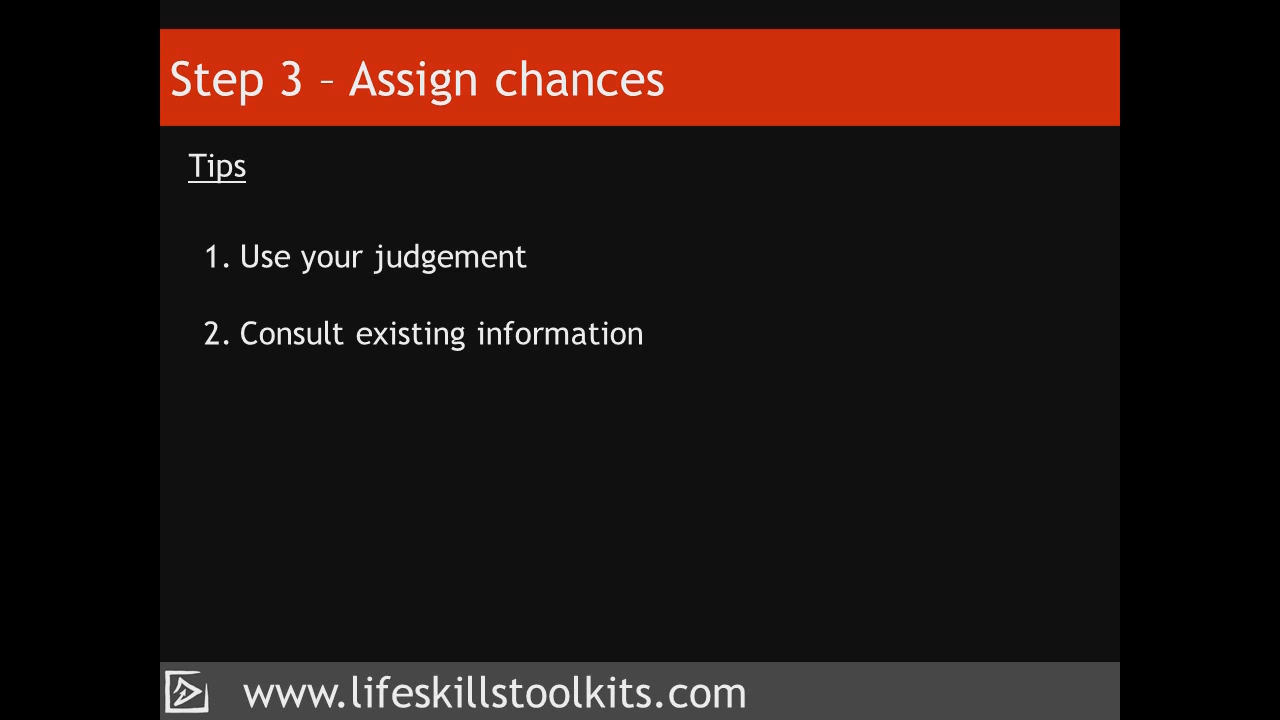 Step 3 – Assign chances
Tips
1. Use your judgement
2. Consult existing information
www.lifeskillstoolkits.com